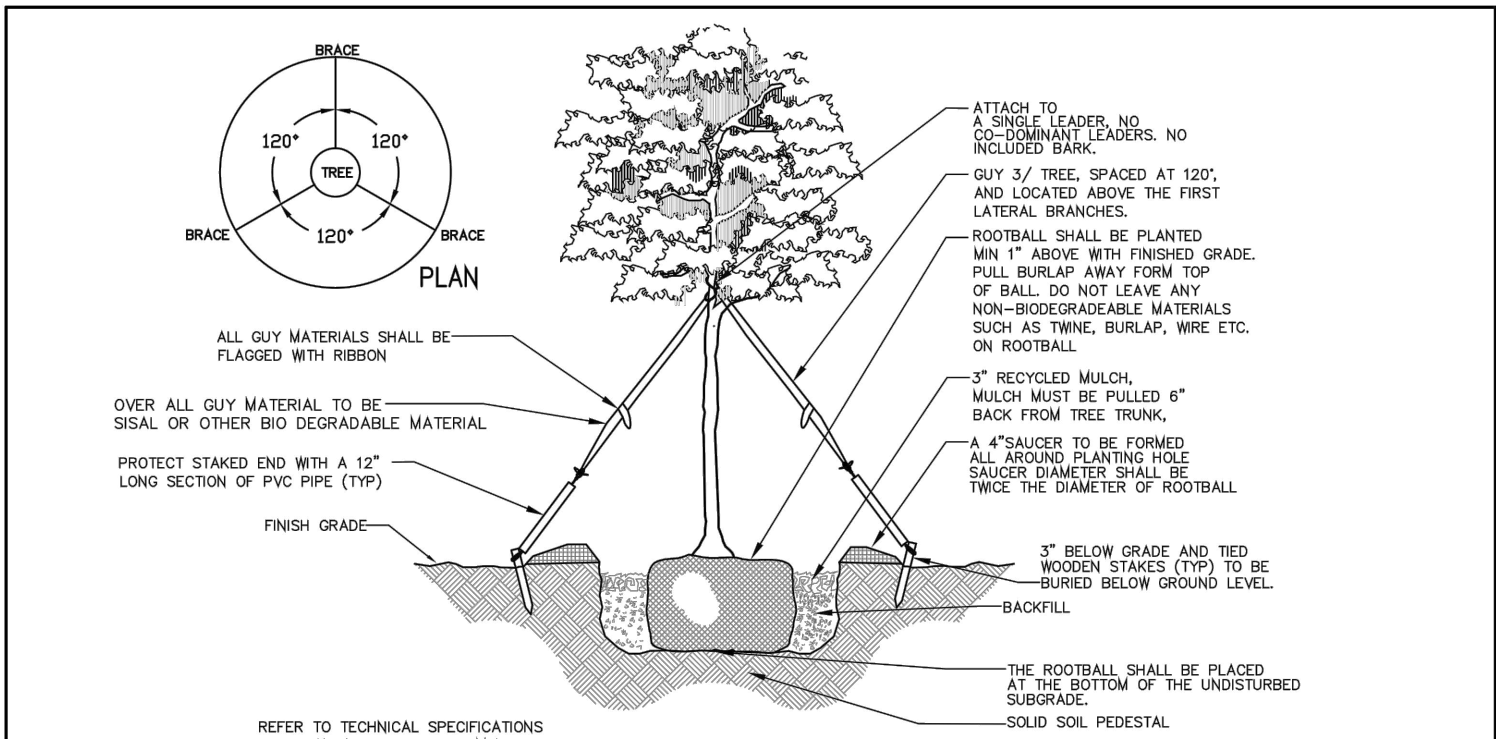 BRACE
120°
120°
TREE
120°
BRACE
BRACE
PLAN
ALL GUY MATERIALS SHALL BE
FLAGGED WITH RIBBON
OVER ALL GUY MATERIAL TO BE
SISAL OR OTHER BIO DEGRADABLE MATERIAL
PROTECT STAKED END WITH A 12"
LONG SECTION OF PVC PIPE (TYP)
FINISH GRADE
ATTACH TO
A SINGLE LEADER, NO
CO-DOMINANT LEADERS. NO
INCLUDED BARK.
GUY 3/ TREE, SPACED AT 120°,
AND LOCATED ABOVE THE FIRST
LATERAL BRANCHES.
ROOTBALL SHALL BE PLANTED
MIN 1" ABOVE WITH FINISHED GRADE.
PULL BURLAP AWAY FORM TOP
OF BALL. DO NOT LEAVE ANY
NON-BIODEGRADEABLE MATERIALS
SUCH AS TWINE, BURLAP, WIRE ETC.
ON ROOTBALL
3" RECYCLED MULCH,
MULCH MUST BE PULLED 6"
BACK FROM TREE TRUNK,
A 4"SAUCER TO BE FORMED
ALL AROUND PLANTING HOLE
SAUCER DIAMETER SHALL BE
TWICE THE DIAMETER OF ROOTBALL
3" BELOW GRADE AND TIED
WOODEN STAKES (TYP) TO BE
BURIED BELOW GROUND LEVEL.
BACKFILL
THE ROOTBALL SHALL BE PLACED
AT THE BOTTOM OF THE UNDISTURBED
SUBGRADE.
SOLID SOIL PEDESTAL
REFER TO TECHNICAL SPECIFICATIONS